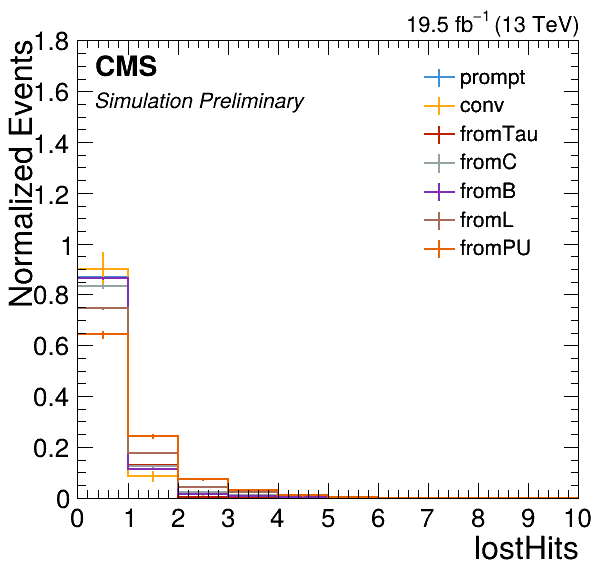 19.5 fb⁻¹ (13 TeV)
CMS
Simulation Preliminary
prompt
conv
fromTau
fromC
fromB
fromL
fromPU
Normalized Events
1.8
1.6
1.4
1.2
1
0.8
0.6
0.4
0.2
0
0 1 2 3 4 5 6 7 8 9 10
lostHits